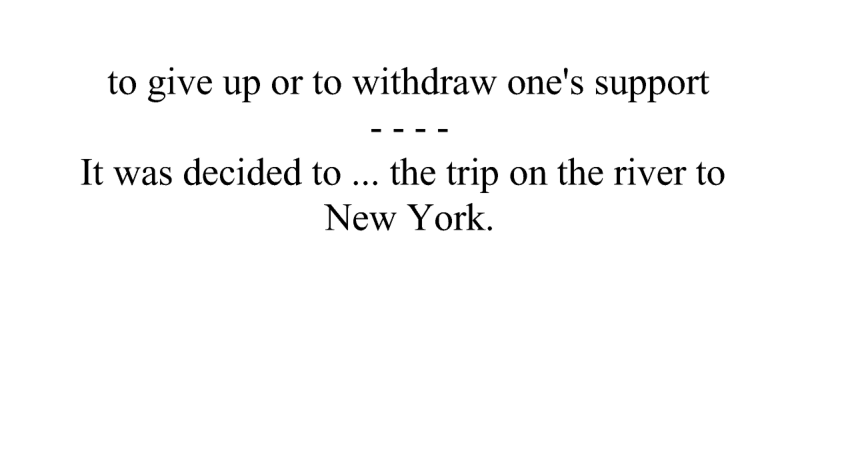 to give up or to withdraw one's support
- - - -
It was decided to ... the trip on the river to
New York.